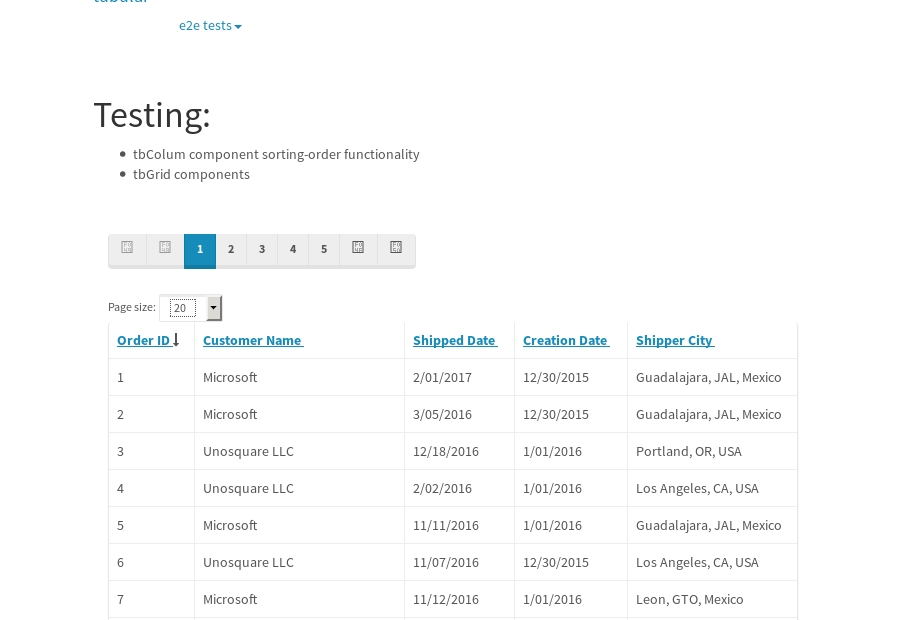 e2e tests
Testing:
tbColum component sorting-order functionality
tbGrid components
1 2 3 4 5
Page size: 20
Order ID Customer Name Shipped Date Creation Date Shipper City
1 Microsoft 2/01/2017 12/30/2015 Guadalajara, JAL, Mexico
2 Microsoft 3/05/2016 12/30/2015 Guadalajara, JAL, Mexico
3 Unosquare LLC 12/18/2016 1/01/2016 Portland, OR, USA
4 Unosquare LLC 2/02/2016 1/01/2016 Los Angeles, CA, USA
5 Microsoft 11/11/2016 1/01/2016 Guadalajara, JAL, Mexico
6 Unosquare LLC 11/07/2016 12/30/2015 Los Angeles, CA, USA
7 Microsoft 11/12/2016 1/01/2016 Leon, GTO, Mexico